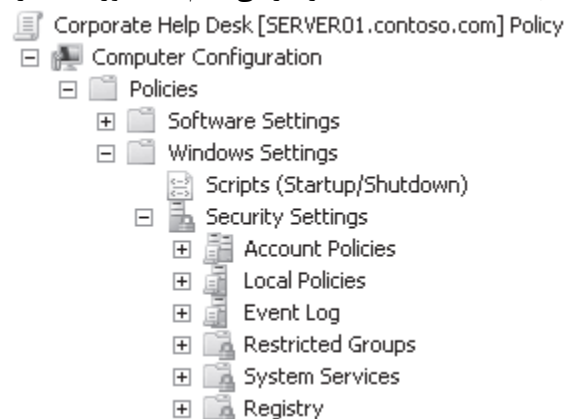 Corporate Help Desk [SERVER01.contoso.com] Policy
Computer Configuration
Policies
Software Settings
Windows Settings
Scripts (Startup/Shutdown)
Security Settings
Account Policies
Local Policies
Event Log
Restricted Groups
System Services
Registry